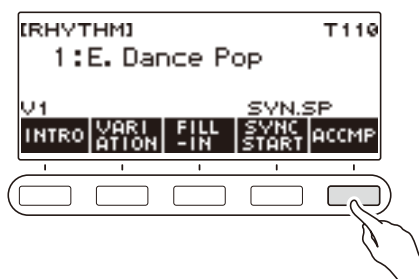 [RHYTHM] T110
1:E. Dance Pop
V1 SYN.SP
INTRO VARI ATION FILL -IN SYNC START ACCMP